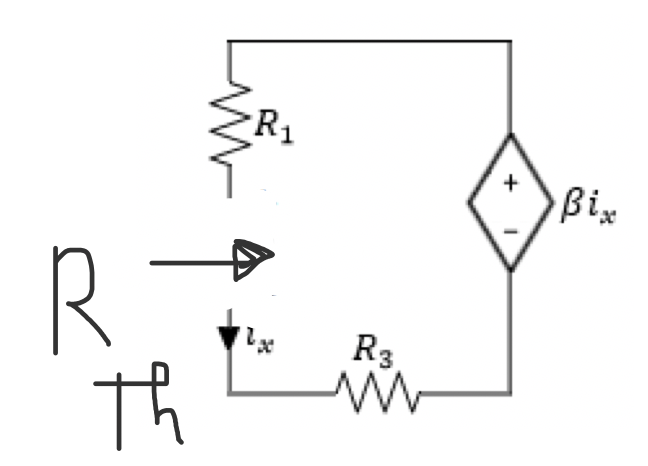 R₁
+
βiₓ
−
R
Th
iₓ
R₃